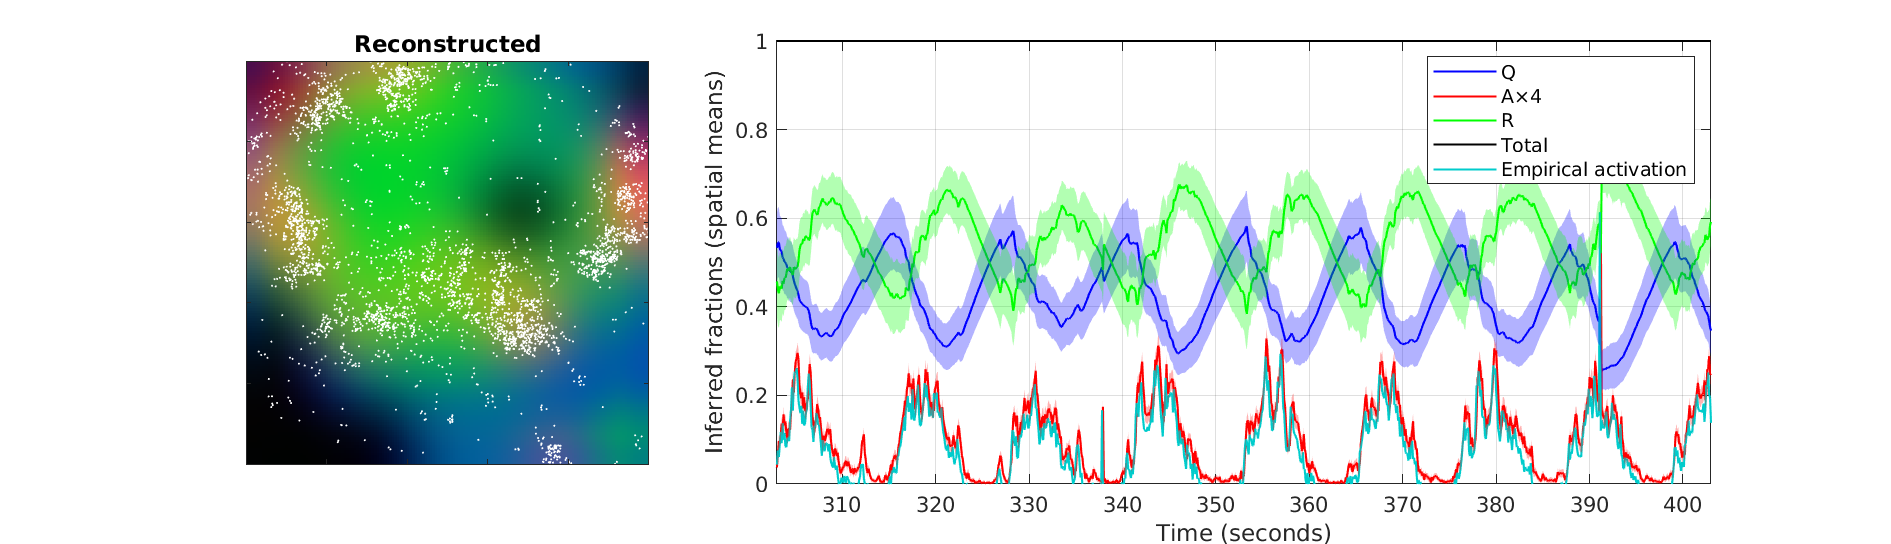 Reconstructed
Inferred fractions (spatial means)
1
0.8
0.6
0.4
0.2
0
Q
A×4
R
Total
Empirical activation
310 320 330 340 350 360 370 380 390 400
Time (seconds)